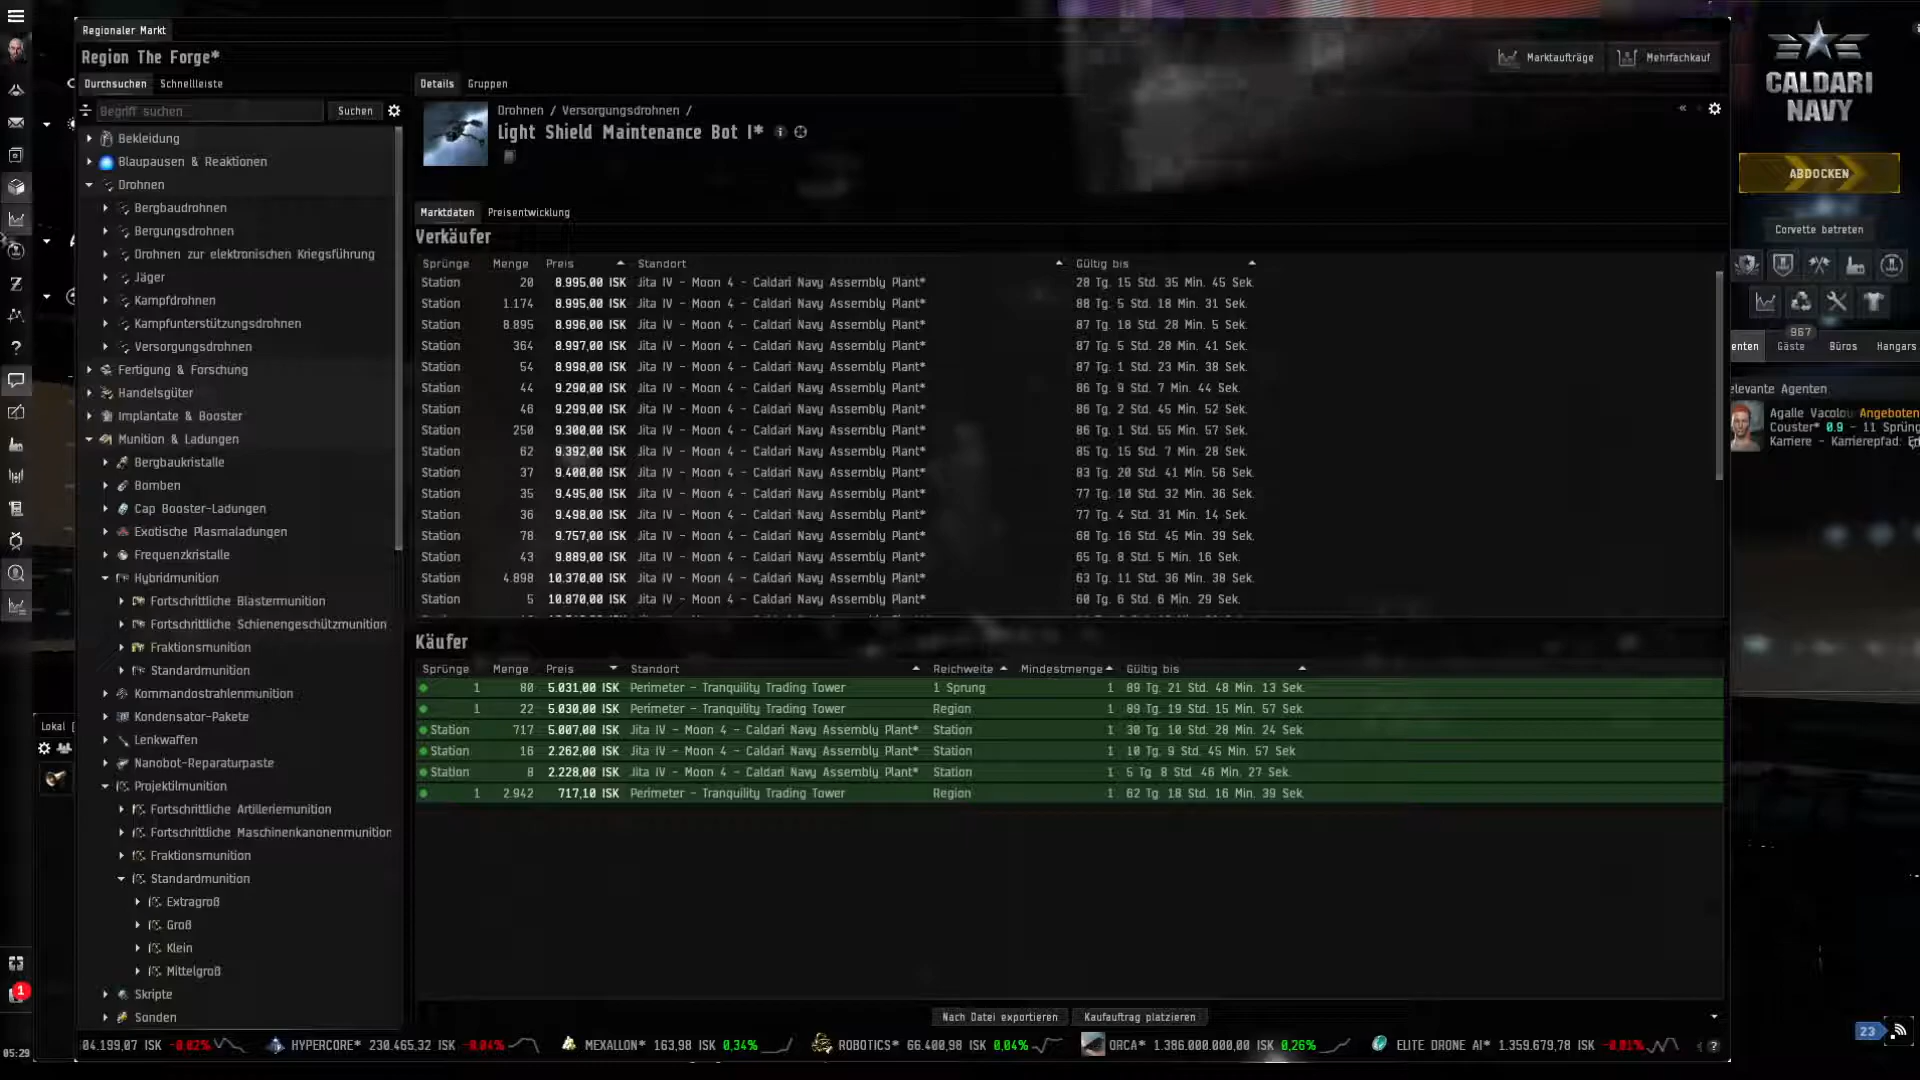 Regionaler Markt
Region The Forge*
Marktaufträge
Mehrfachkauf
Durchsuchen
Schnellleiste
Begriff suchen...
Suchen
Bekleidung
Blaupausen & Reaktionen
Drohnen
Bergbaudrohnen
Bergungsdrohnen
Drohnen zur elektronischen Kriegsführung
Jäger
Kampfdrohnen
Kampfunterstützungsdrohnen
Versorgungsdrohnen
Fertigung & Forschung
Handelsgüter
Implantate & Booster
Munition & Ladungen
Bergbaukristalle
Bomben
Cap Booster-Ladungen
Exotische Plasmaladungen
Frequenzkristalle
Hybridmunition
Fortschrittliche Blastermunition
Fortschrittliche Schienengeschützmunition
Fraktionsmunition
Standardmunition
Kommandostrahlenmunition
Kondensator-Pakete
Lenkwaffen
Nanobot-Reparaturpaste
Projektilmunition
Fortschrittliche Artilleriemunition
Fortschrittliche Maschinenkanonenmunition
Fraktionsmunition
Standardmunition
Extragroß
Groß
Klein
Mittelgroß
Skripte
Sonden
Details
Gruppen
Drohnen / Versorgungsdrohnen /
Light Shield Maintenance Bot I*
Marktdaten
Preisentwicklung
Verkäufer
Sprünge Menge Preis Standort Gültig bis
Station 20 8.995,00 ISK Jita IV - Moon 4 - Caldari Navy Assembly Plant* 28 Tg. 15 Std. 35 Min. 45 Sek.
Station 1.174 8.995,00 ISK Jita IV - Moon 4 - Caldari Navy Assembly Plant* 88 Tg. 5 Std. 18 Min. 31 Sek.
Station 8.895 8.996,00 ISK Jita IV - Moon 4 - Caldari Navy Assembly Plant* 87 Tg. 18 Std. 28 Min. 5 Sek.
Station 364 8.997,00 ISK Jita IV - Moon 4 - Caldari Navy Assembly Plant* 87 Tg. 5 Std. 28 Min. 41 Sek.
Station 54 8.998,00 ISK Jita IV - Moon 4 - Caldari Navy Assembly Plant* 87 Tg. 1 Std. 23 Min. 38 Sek.
Station 44 9.290,00 ISK Jita IV - Moon 4 - Caldari Navy Assembly Plant* 86 Tg. 9 Std. 7 Min. 44 Sek.
Station 46 9.299,00 ISK Jita IV - Moon 4 - Caldari Navy Assembly Plant* 86 Tg. 2 Std. 45 Min. 52 Sek.
Station 250 9.300,00 ISK Jita IV - Moon 4 - Caldari Navy Assembly Plant* 86 Tg. 1 Std. 55 Min. 57 Sek.
Station 62 9.392,00 ISK Jita IV - Moon 4 - Caldari Navy Assembly Plant* 85 Tg. 15 Std. 7 Min. 28 Sek.
Station 37 9.400,00 ISK Jita IV - Moon 4 - Caldari Navy Assembly Plant* 83 Tg. 20 Std. 41 Min. 56 Sek.
Station 35 9.495,00 ISK Jita IV - Moon 4 - Caldari Navy Assembly Plant* 77 Tg. 10 Std. 32 Min. 36 Sek.
Station 36 9.498,00 ISK Jita IV - Moon 4 - Caldari Navy Assembly Plant* 77 Tg. 4 Std. 31 Min. 14 Sek.
Station 78 9.757,00 ISK Jita IV - Moon 4 - Caldari Navy Assembly Plant* 68 Tg. 16 Std. 45 Min. 39 Sek.
Station 43 9.889,00 ISK Jita IV - Moon 4 - Caldari Navy Assembly Plant* 65 Tg. 8 Std. 5 Min. 16 Sek.
Station 4.898 10.370,00 ISK Jita IV - Moon 4 - Caldari Navy Assembly Plant* 63 Tg. 11 Std. 36 Min. 38 Sek.
Station 5 10.870,00 ISK Jita IV - Moon 4 - Caldari Navy Assembly Plant* 60 Tg. 6 Std. 6 Min. 29 Sek.
Käufer
Sprünge Menge Preis Standort Reichweite Mindestmenge Gültig bis
1 80 5.031,00 ISK Perimeter - Tranquility Trading Tower 1 Sprung 1 89 Tg. 21 Std. 48 Min. 13 Sek.
1 22 5.030,00 ISK Perimeter - Tranquility Trading Tower Region 1 89 Tg. 19 Std. 15 Min. 57 Sek.
Station 717 5.007,00 ISK Jita IV - Moon 4 - Caldari Navy Assembly Plant* Station 1 30 Tg. 10 Std. 28 Min. 24 Sek.
Station 16 2.262,00 ISK Jita IV - Moon 4 - Caldari Navy Assembly Plant* Station 1 10 Tg. 9 Std. 45 Min. 57 Sek.
Station 8 2.228,00 ISK Jita IV - Moon 4 - Caldari Navy Assembly Plant* Station 1 5 Tg. 8 Std. 46 Min. 27 Sek.
1 2.942 717,10 ISK Perimeter - Tranquility Trading Tower Region 1 62 Tg. 18 Std. 16 Min. 39 Sek.
Nach Datei exportieren
Kaufauftrag platzieren
CALDARI
NAVY
ABDOCKEN
Corvette betreten
967
enten Gäste Büros Hangars
elevante Agenten
Agalle Vacolou Angeboten
Couster* 0.9 - 11 Sprüng
Karriere - Karrierepfad: Er
Lokal [
1
05:29
04.199,07 ISK -0.02% HYPERCORE* 230.465,32 ISK -0.04% MEXALLON* 163,98 ISK 0,34% ROBOTICS* 66.400,98 ISK 0,04% ORCA* 1.386.000.000,00 ISK 0,26% ELITE DRONE AI* 1.359.679,78 ISK -0.01%
23